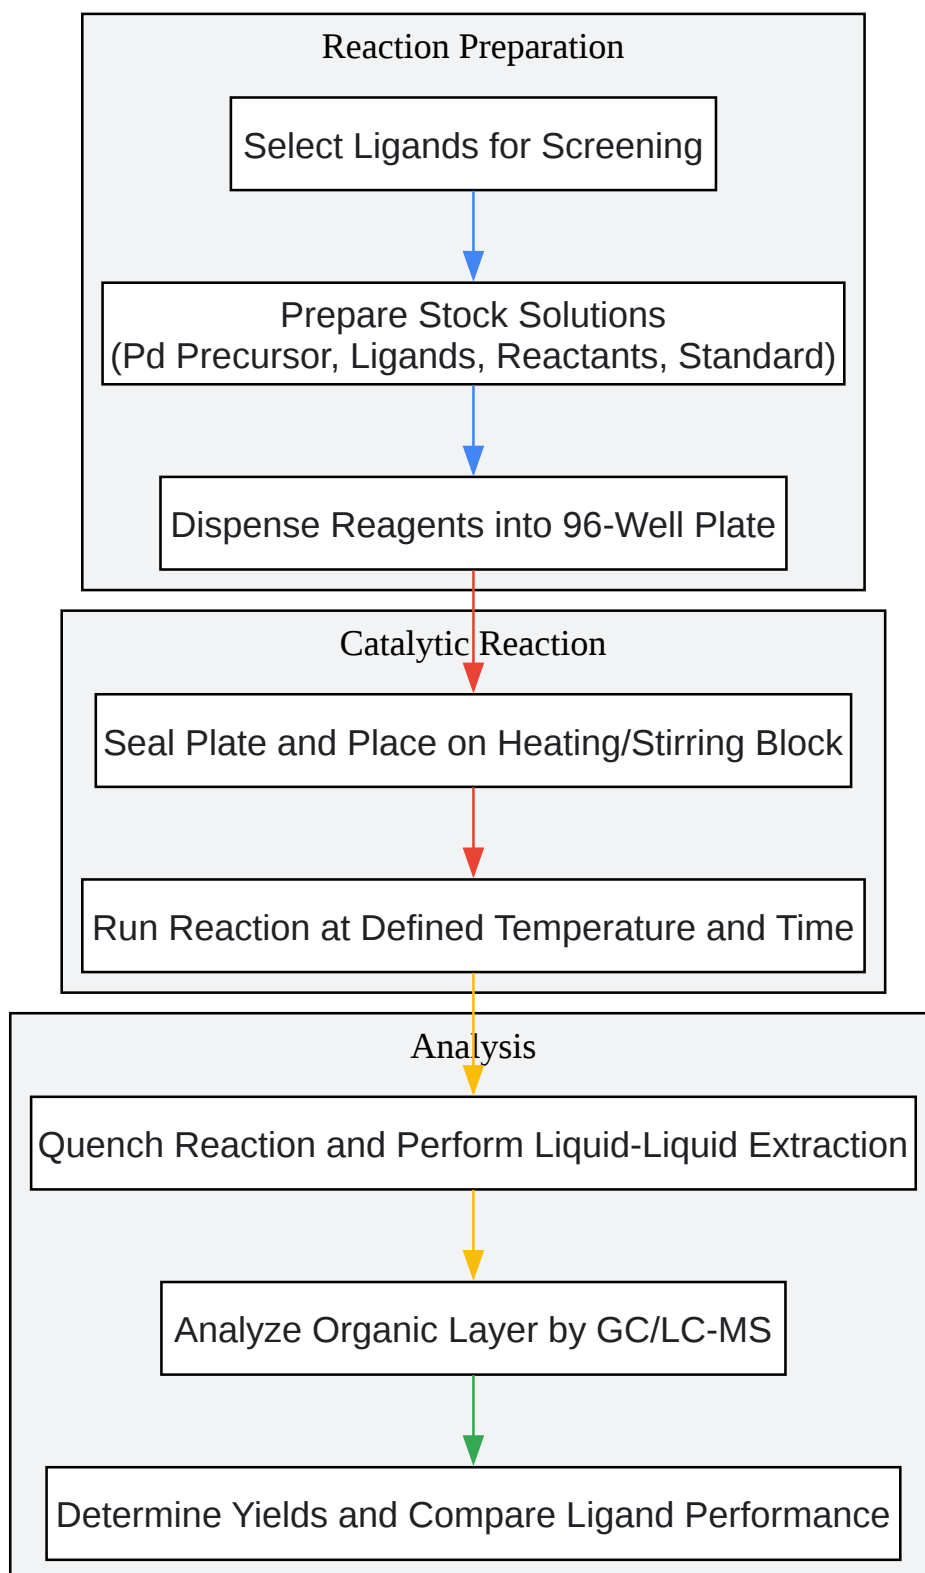 Reaction Preparation
Select Ligands for Screening
Prepare Stock Solutions
(Pd Precursor, Ligands, Reactants, Standard)
Dispense Reagents into 96-Well Plate
Catalytic Reaction
Seal Plate and Place on Heating/Stirring Block
Run Reaction at Defined Temperature and Time
Analysis
Quench Reaction and Perform Liquid-Liquid Extraction
Analyze Organic Layer by GC/LC-MS
Determine Yields and Compare Ligand Performance